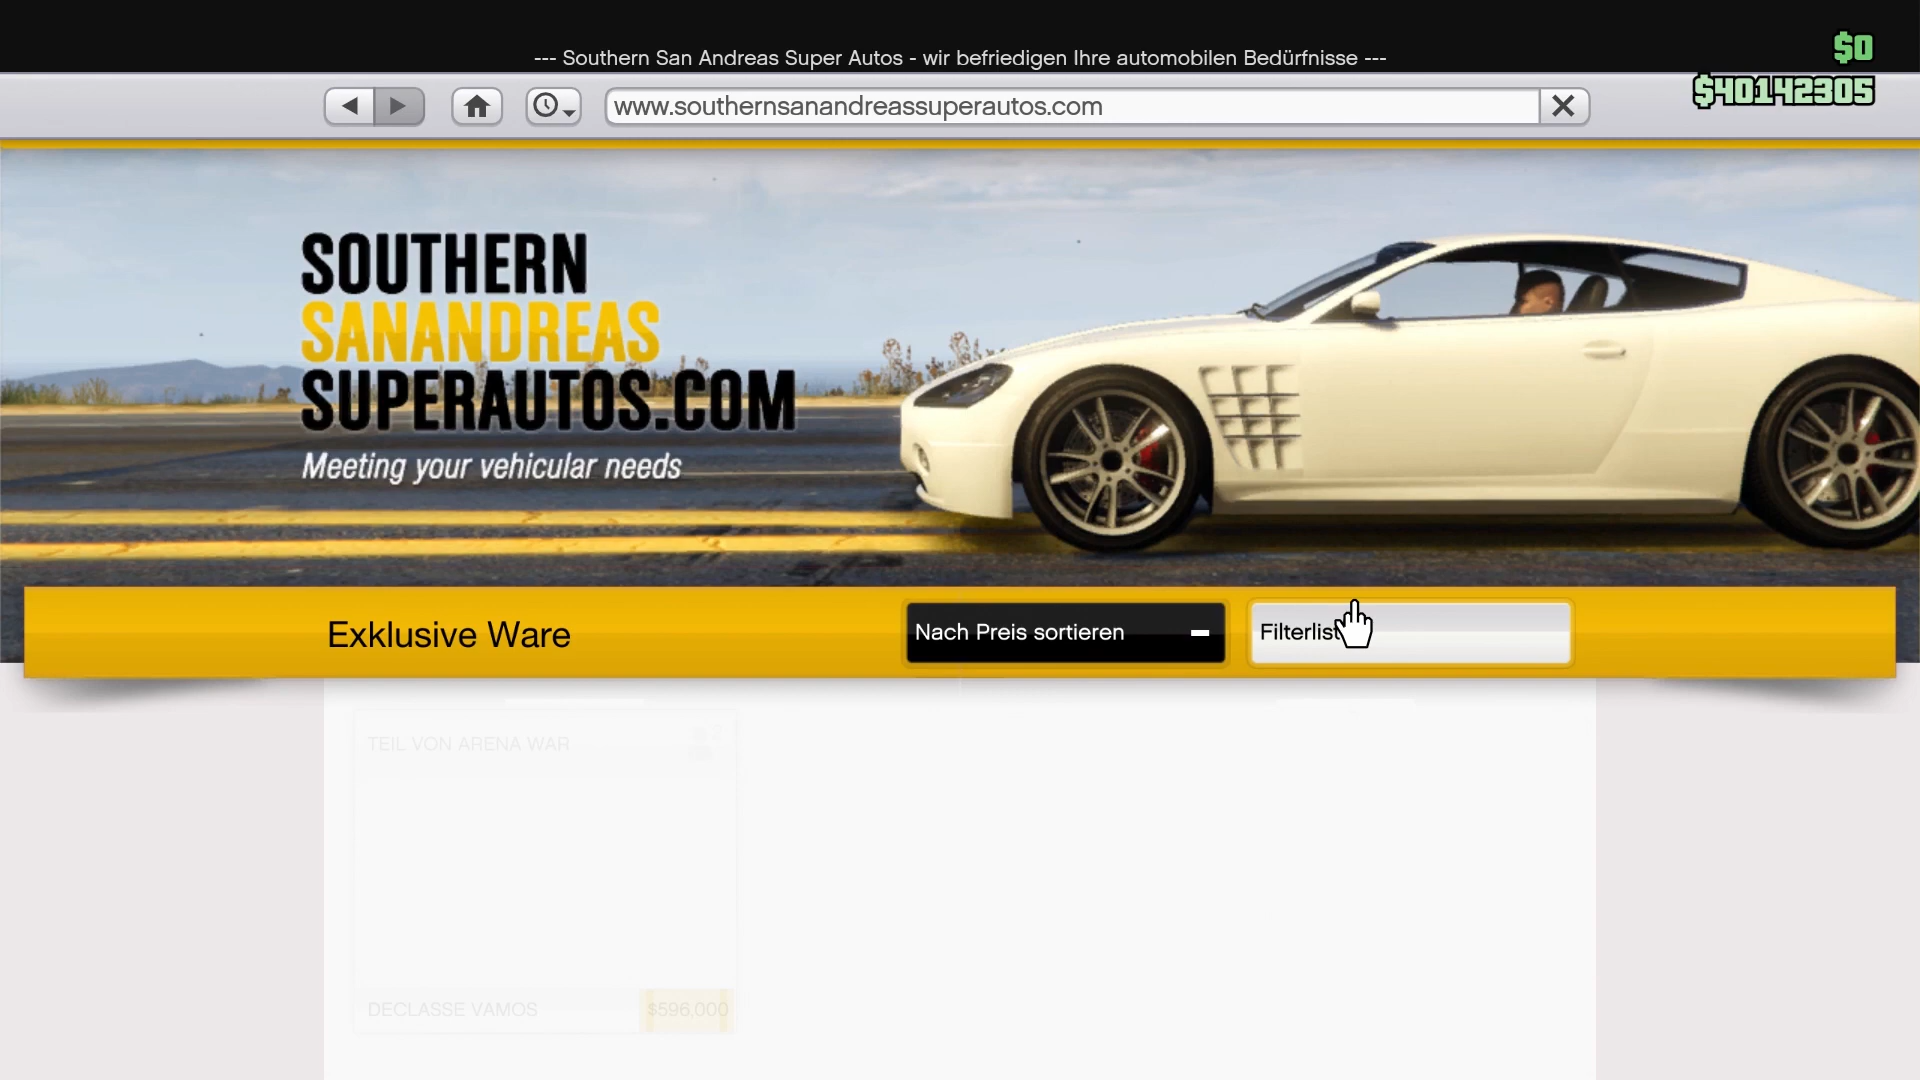 --- Southern San Andreas Super Autos - wir befriedigen Ihre automobilen Bedürfnisse ---
$0
$40142305
www.southernsanandreassuperautos.com
SOUTHERN
SANANDREAS
SUPERAUTOS.COM
Meeting your vehicular needs
Exklusive Ware
Nach Preis sortieren
Filterlist
TEIL VON ARENA WAR
DECLASSE VAMOS
$596,000